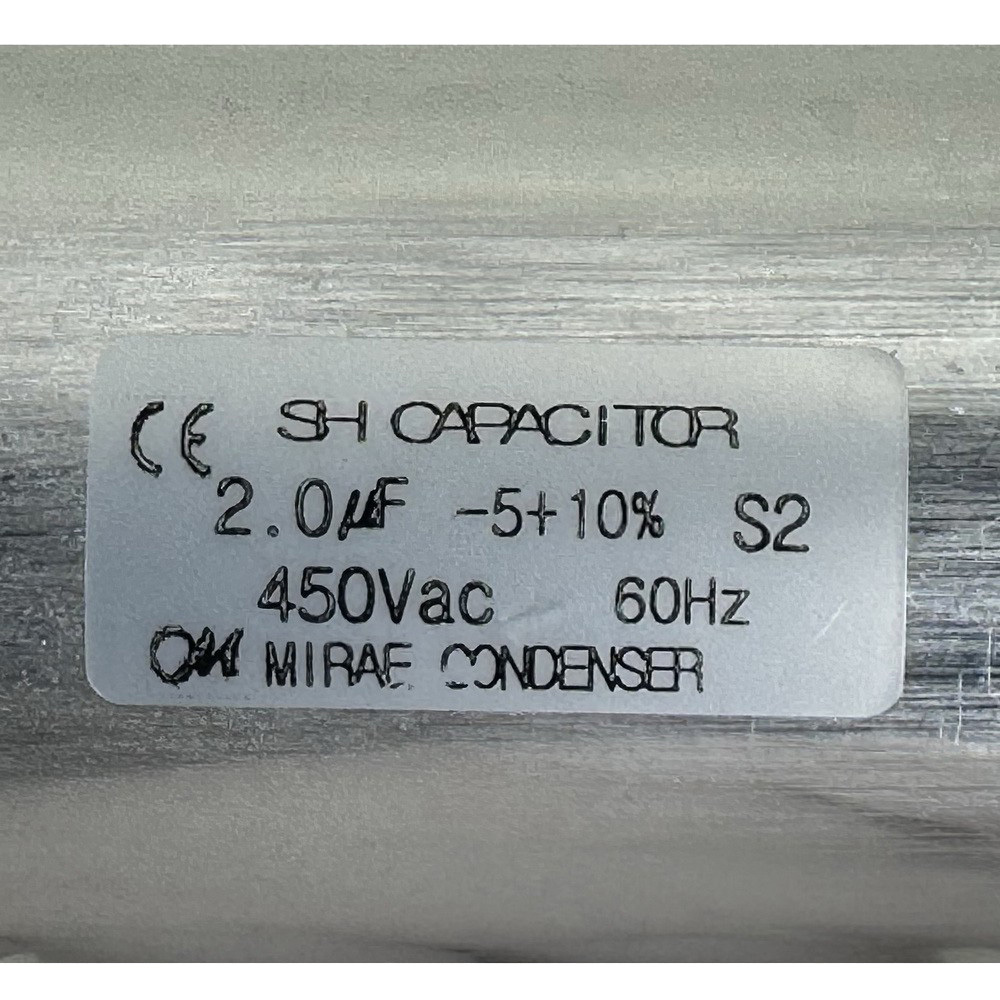 CE SH CAPACITOR
2.0µF -5+10% S2
450Vac 60Hz
MIRAE CONDENSER